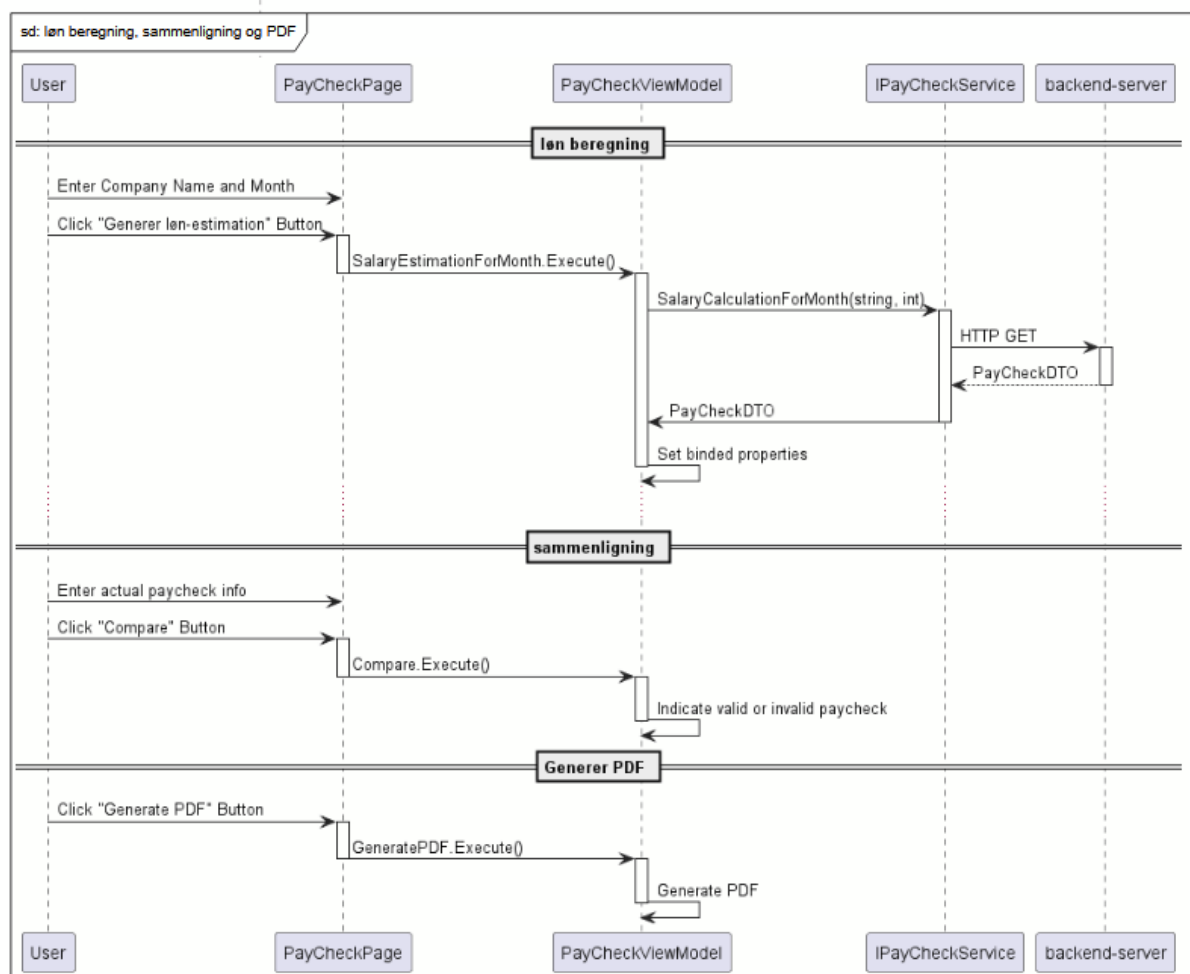 sd: løn beregning, sammenligning og PDF
User PayCheckPage PayCheckViewModel IPayCheckService backend-server
løn beregning
Enter Company Name and Month
Click "Generer løn-estimation" Button
SalaryEstimationForMonth.Execute()
SalaryCalculationForMonth(string, int)
HTTP GET
PayCheckDTO
PayCheckDTO
Set binded properties
sammenligning
Enter actual paycheck info
Click "Compare" Button
Compare.Execute()
Indicate valid or invalid paycheck
Generer PDF
Click "Generate PDF" Button
GeneratePDF.Execute()
Generate PDF
User PayCheckPage PayCheckViewModel IPayCheckService backend-server